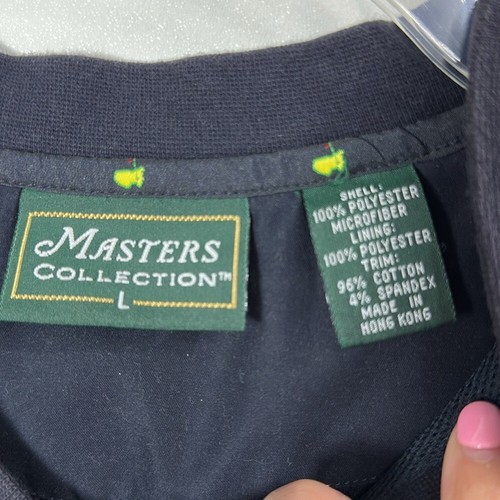 MASTERS
COLLECTION™
L
SHELL:
100% POLYESTER
MICROFIBER
LINING:
100% POLYESTER
TRIM:
96% COTTON
4% SPANDEX
MADE IN
HONG KONG